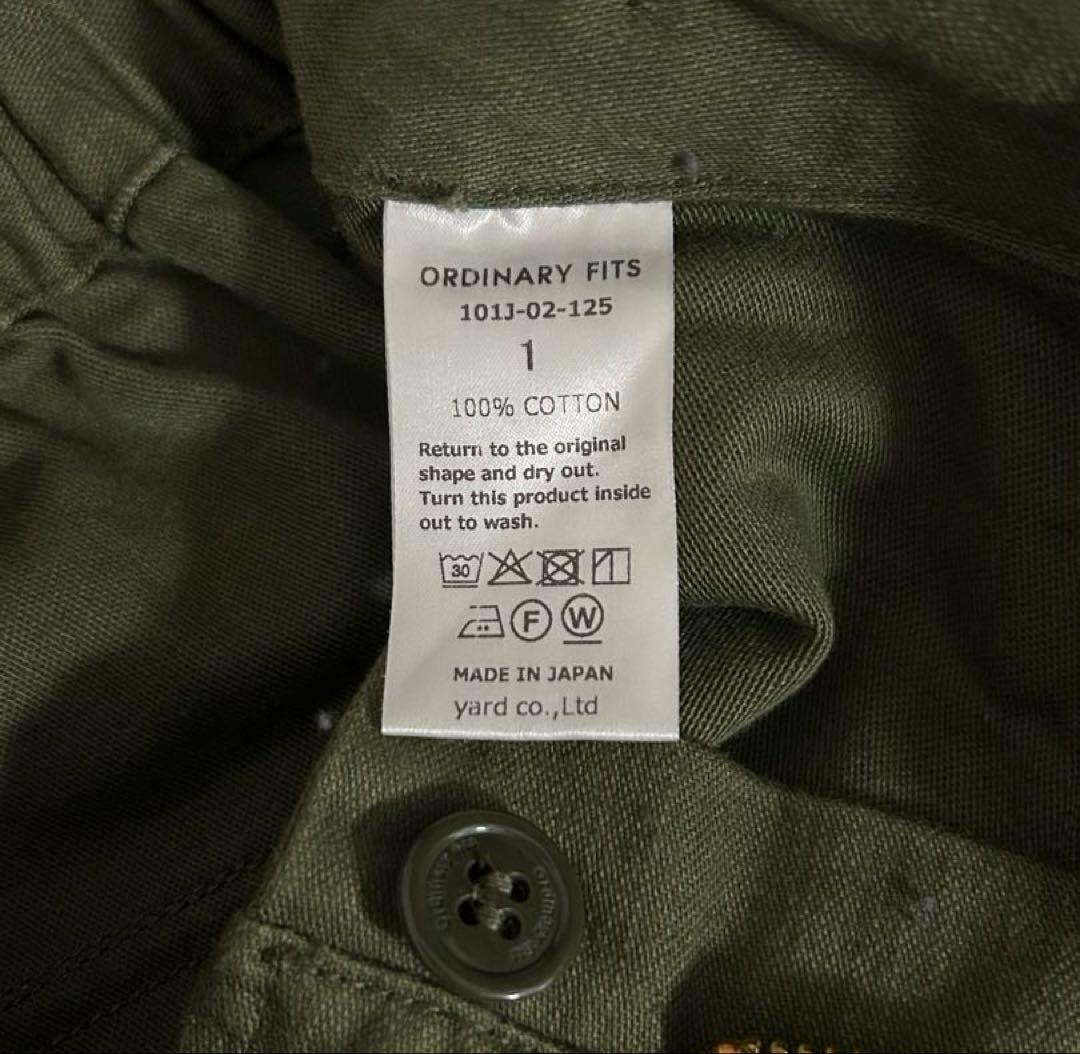 ORDINARY FITS
101J-02-125
1
100% COTTON
Return to the original
shape and dry out.
Turn this product inside
out to wash.
30
F W
MADE IN JAPAN
yard co.,Ltd